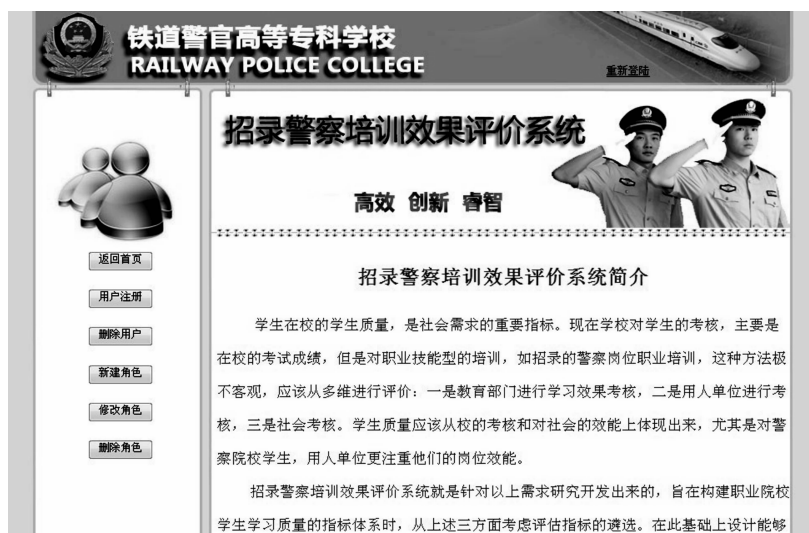 铁道警官高等专科学校
RAILWAY POLICE COLLEGE
重新登陆
返回首页
用户注册
删除用户
新建角色
修改角色
删除角色
招录警察培训效果评价系统
高效 创新 睿智
招录警察培训效果评价系统简介
学生在校的学生质量，是社会需求的重要指标。现在学校对学生的考核，主要是
在校的考试成绩，但是对职业技能型的培训，如招录的警察岗位职业培训，这种方法极
不客观，应该从多维进行评价：一是教育部门进行学习效果考核，二是用人单位进行考
核，三是社会考核。学生质量应该从校的考核和对社会的效能上体现出来，尤其是对警
察院校学生，用人单位更注重他们的岗位效能。
招录警察培训效果评价系统就是针对以上需求研究开发出来的，旨在构建职业院校
学生学习质量的指标体系时，从上述三方面考虑评估指标的遴选。在此基础上设计能够